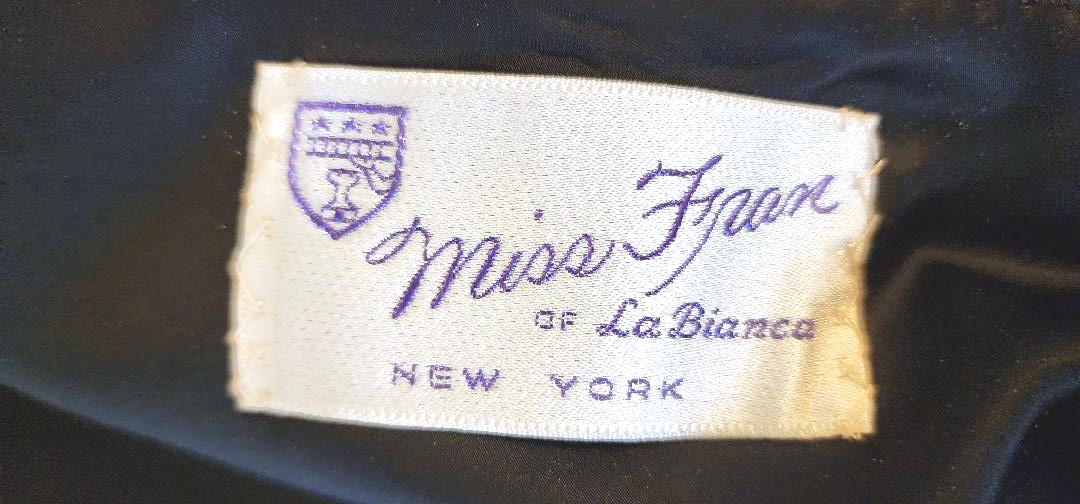 Miss Fran
OF La Bianca
NEW YORK